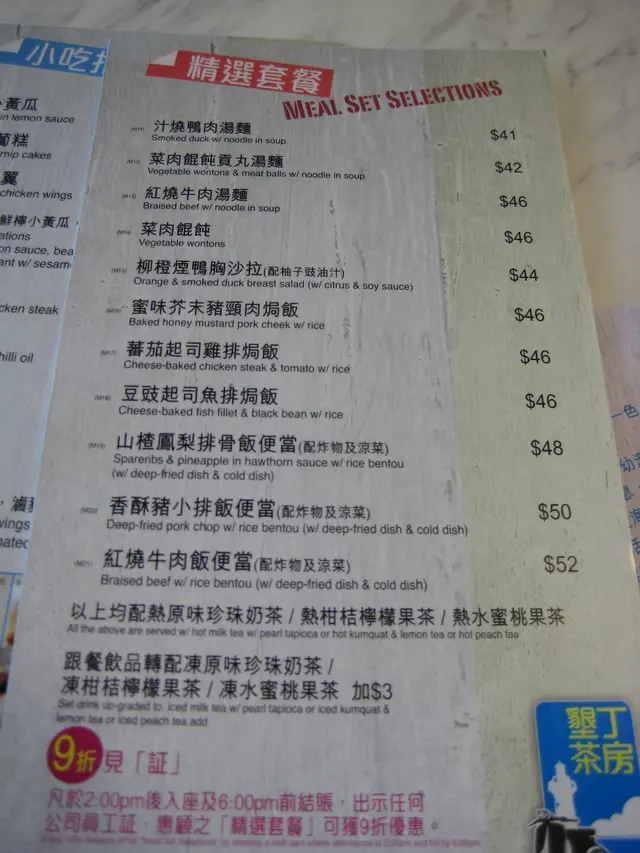 小吃
黃瓜
in lemon sauce
蔔糕
rnip cakes
翼
chicken wings
鮮檸小黃瓜、
ations
on sauce, bea
ant w/ sesam
cken steak
hilli oil
wings
精選套餐
MEAL SET SELECTIONS
(M11) 汁燒鴨肉湯麵 $41
Smoked duck w/ noodle in soup
(M12) 菜肉餛飩貢丸湯麵 $42
Vegetable wontons & meat balls w/ noodle in soup
(M13) 紅燒牛肉湯麵 $46
Braised beef w/ noodle in soup
(M14) 菜肉餛飩 $46
Vegetable wontons
(M15) 柳橙煙鴨胸沙拉(配柚子豉油汁) $44
Orange & smoked duck breast salad (w/ citrus & soy sauce)
(M16) 蜜味芥末豬頸肉焗飯 $46
Baked honey mustard pork cheek w/ rice
(M17) 蕃茄起司雞排焗飯 $46
Cheese-baked chicken steak & tomato w/ rice
(M18) 豆豉起司魚排焗飯 $46
Cheese-baked fish fillet & black bean w/ rice
(M19) 山楂鳳梨排骨飯便當(配炸物及涼菜) $48
Spareribs & pineapple in hawthorn sauce w/ rice bentou
(w/ deep-fried dish & cold dish)
(M20) 香酥豬小排飯便當(配炸物及涼菜) $50
Deep-fried pork chop w/ rice bentou (w/ deep-fried dish & cold dish)
(M21) 紅燒牛肉飯便當(配炸物及涼菜) $52
Braised beef w/ rice bentou (w/ deep-fried dish & cold dish)
以上均配熱原味珍珠奶茶 / 熱柑桔檸檬果茶 / 熱水蜜桃果茶
All the above are served w/ hot milk tea w/ pearl tapioca or hot kumquat & lemon tea or hot peach tea
跟餐飲品轉配凍原味珍珠奶茶 /
凍柑桔檸檬果茶 / 凍水蜜桃果茶 加$3
Set drink up-graded to iced milk tea w/ pearl tapioca or iced kumquat &
lemon tea or iced peach tea add
9折見「証」
凡於2:00pm後入座及6:00pm前結賬，出示任何
公司員工証，惠顧之「精選套餐」可獲9折優惠。
墾丁
茶房